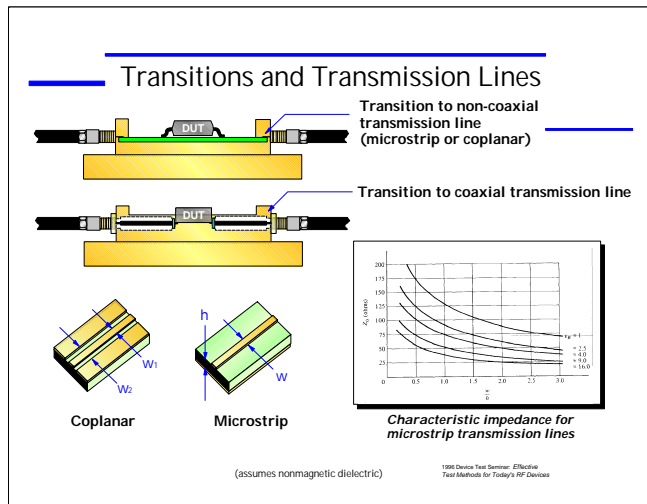 Transitions and Transmission Lines
DUT
Transition to non-coaxial
transmission line
(microstrip or coplanar)
DUT
Transition to coaxial transmission line
h
W1
W2
W
Coplanar
Microstrip
Z0 (ohms)
200
175
150
125
100
75
50
25
0
0.5
1.0
1.5
2.0
2.5
3.0
= 1
= 2.5
= 4.0
= 9.0
= 16.0
Characteristic impedance for
microstrip transmission lines
(assumes nonmagnetic dielectric)
1996 Device Test Seminar: Effective
Test Methods for Today's RF Devices